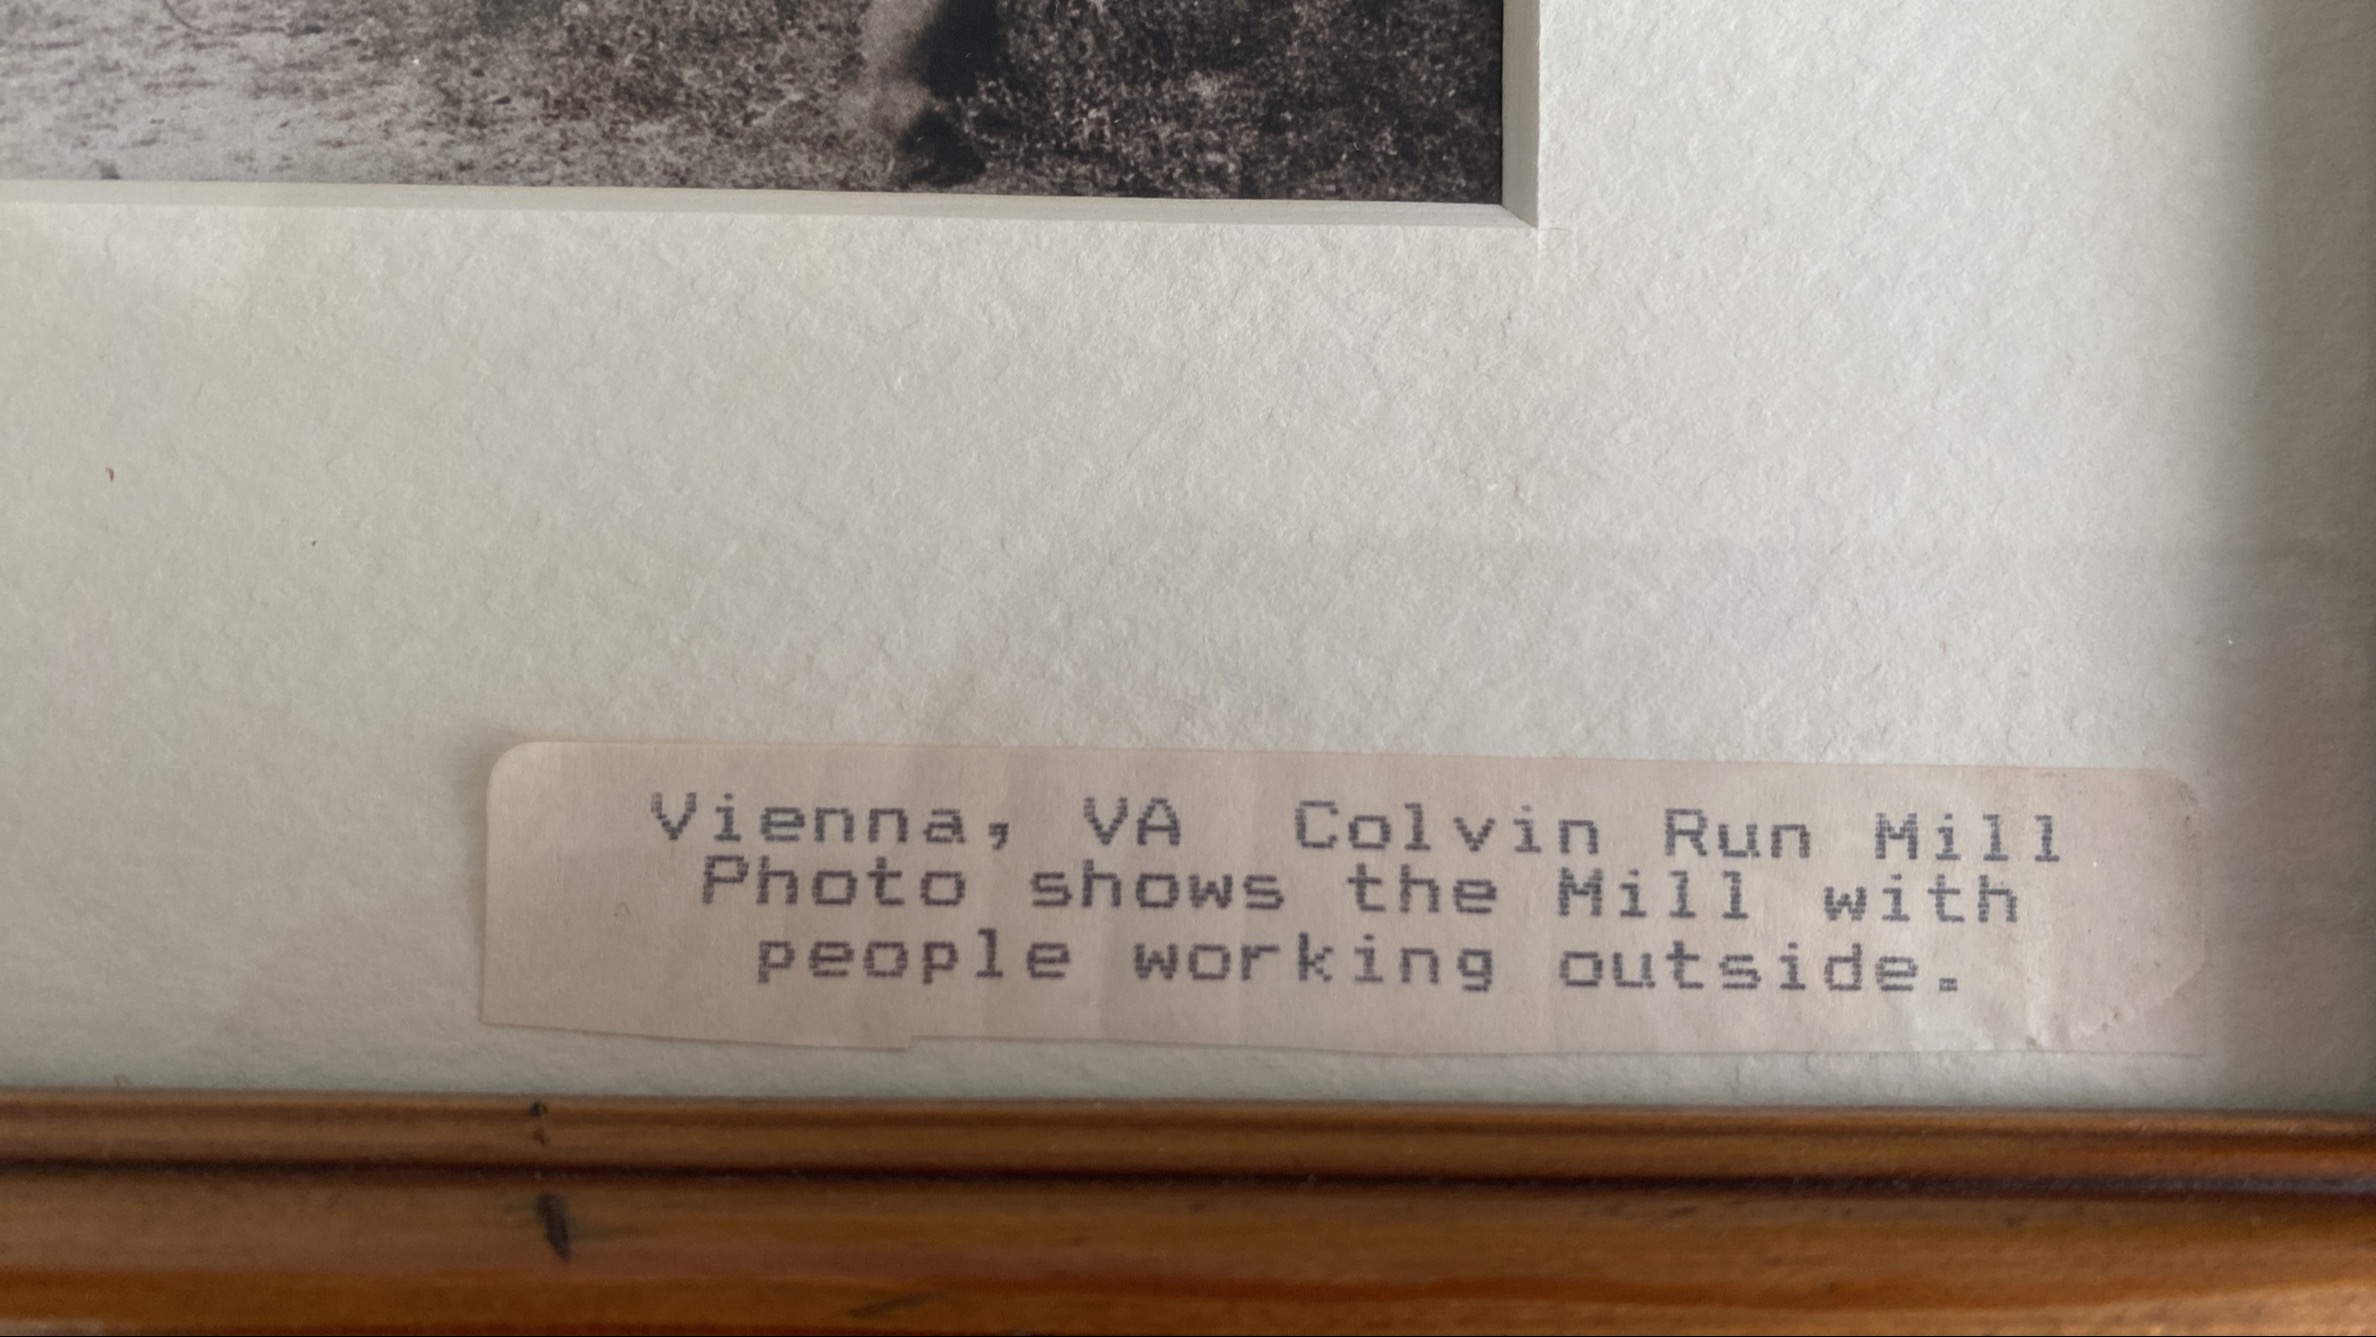 Vienna, VA  Colvin Run Mill
Photo shows the Mill with
people working outside.